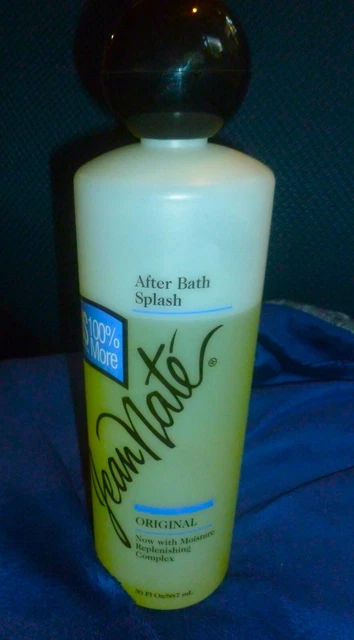 After Bath
Splash
100%
More
Jean Naté®
ORIGINAL
Now with Moisture
Replenishing
Complex